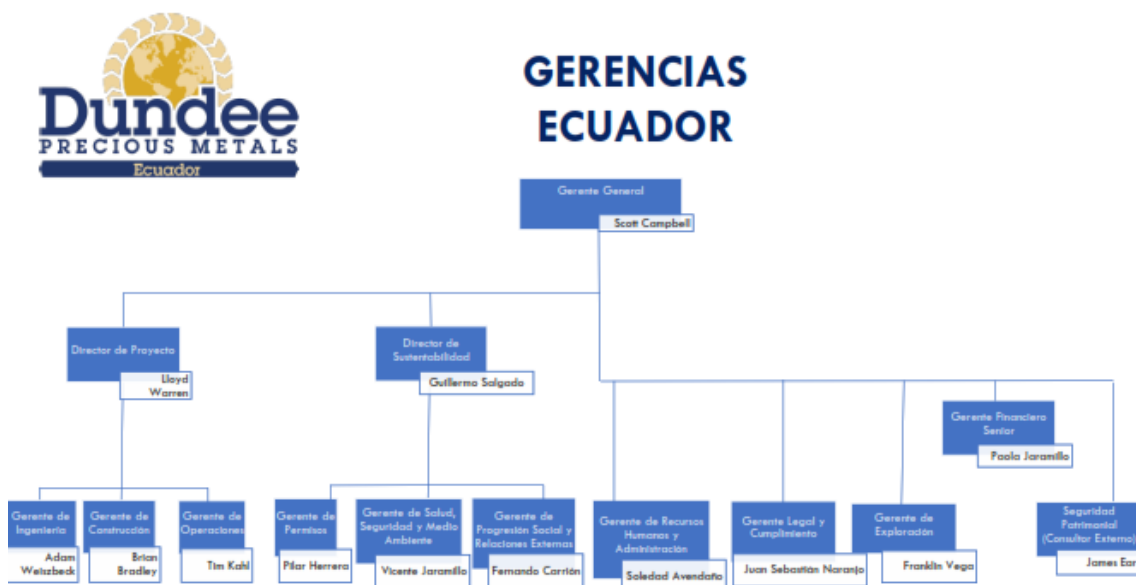 Dundee
PRECIOUS METALS
Ecuador
GERENCIAS
ECUADOR
Gerente General
Scott Campbell
Director de Proyecto
Lloyd
Warren
Director de
Sustentabilidad
Guillermo Salgado
Gerente Financiero
Senior
Paola Jaramillo
Gerente de
Ingeniería
Adam
Weiszbeck
Gerente de
Construcción
Brian
Bradley
Gerente de
Operaciones
Tim Kahl
Gerente de
Permisos
Pilar Herrera
Gerente de Salud,
Seguridad y Medio
Ambiente
Vicente Jaramillo
Gerente de
Progresión Social y
Relaciones Externas
Fernando Carrión
Gerente de Recursos
Humanos y
Administración
Soledad Avendaño
Gerente Legal y
Cumplimiento
Juan Sebastián Naranjo
Gerente de
Exploración
Franklin Vega
Seguridad
Patrimonial
(Consultor Externo)
James Earl